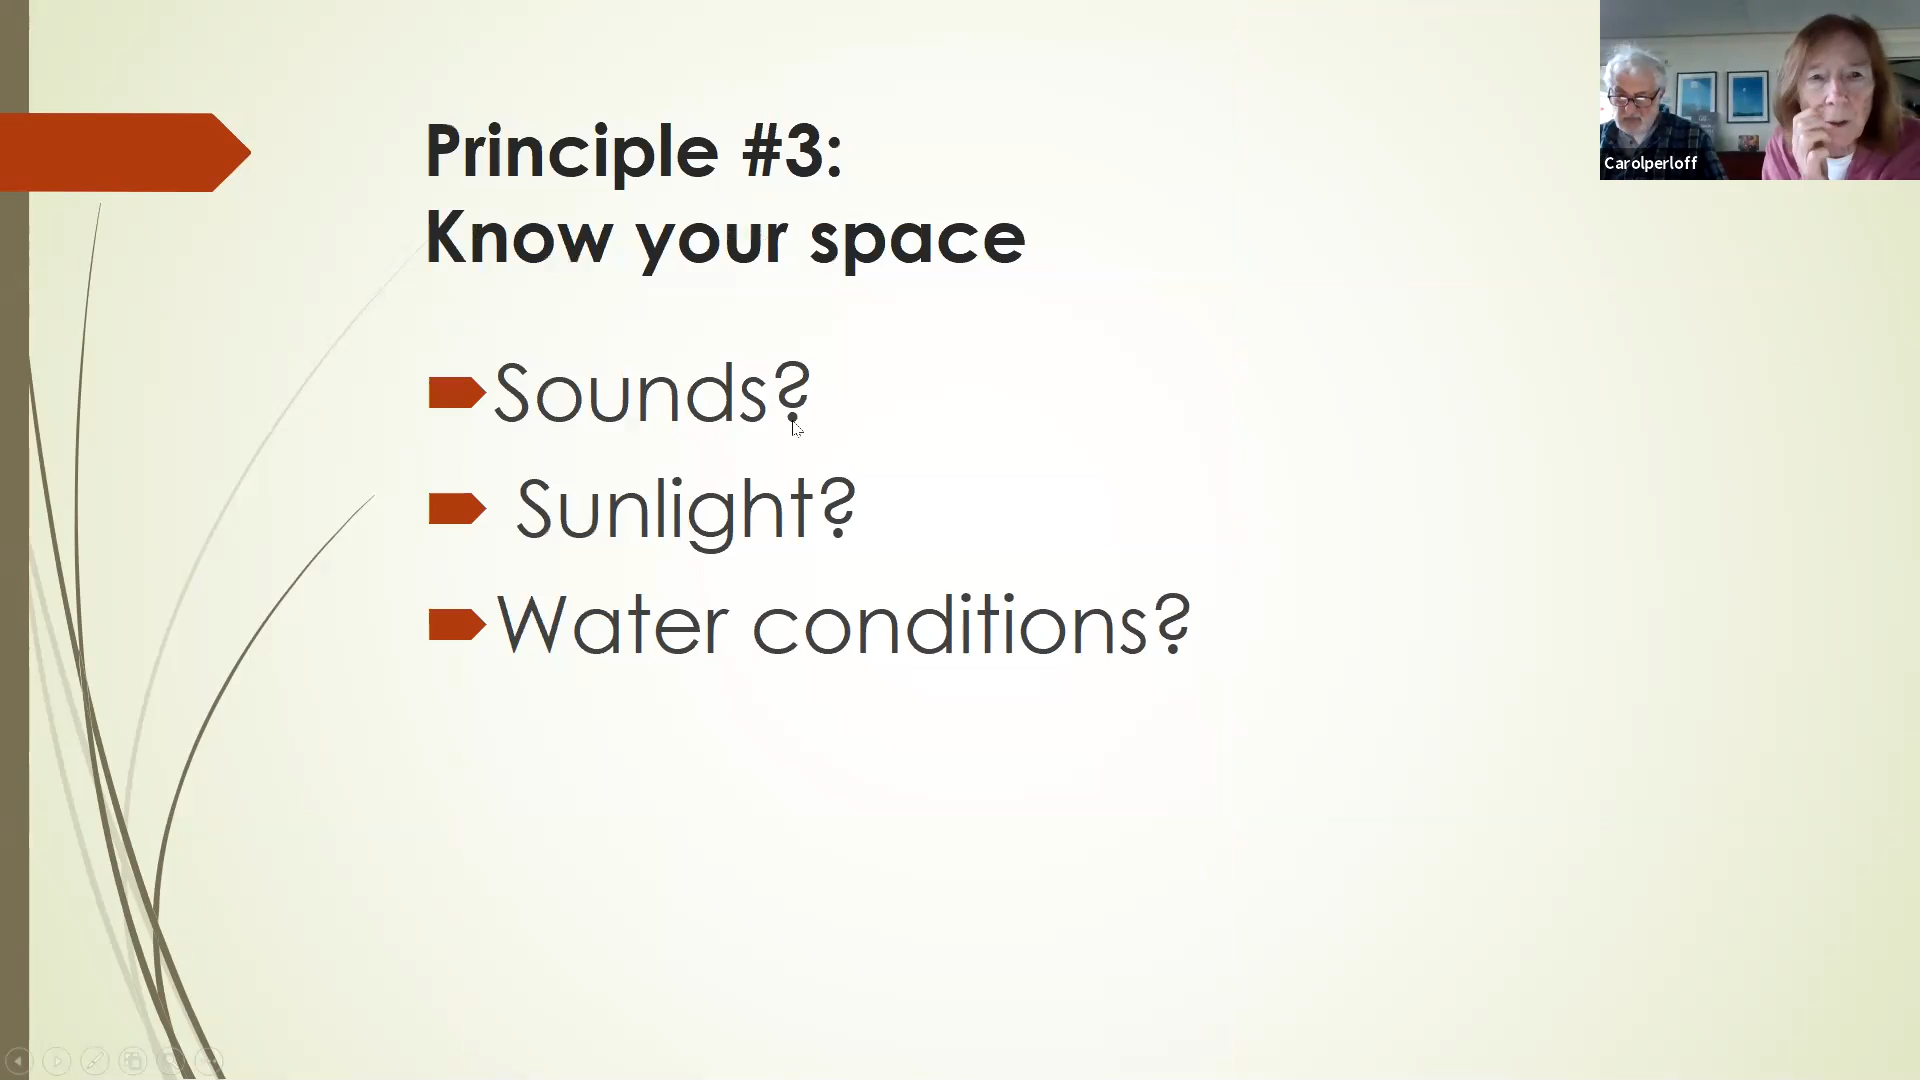 Principle #3:
Know your space
Sounds?
Sunlight?
Water conditions?
Carolperloff